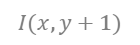 I(x, y + 1)